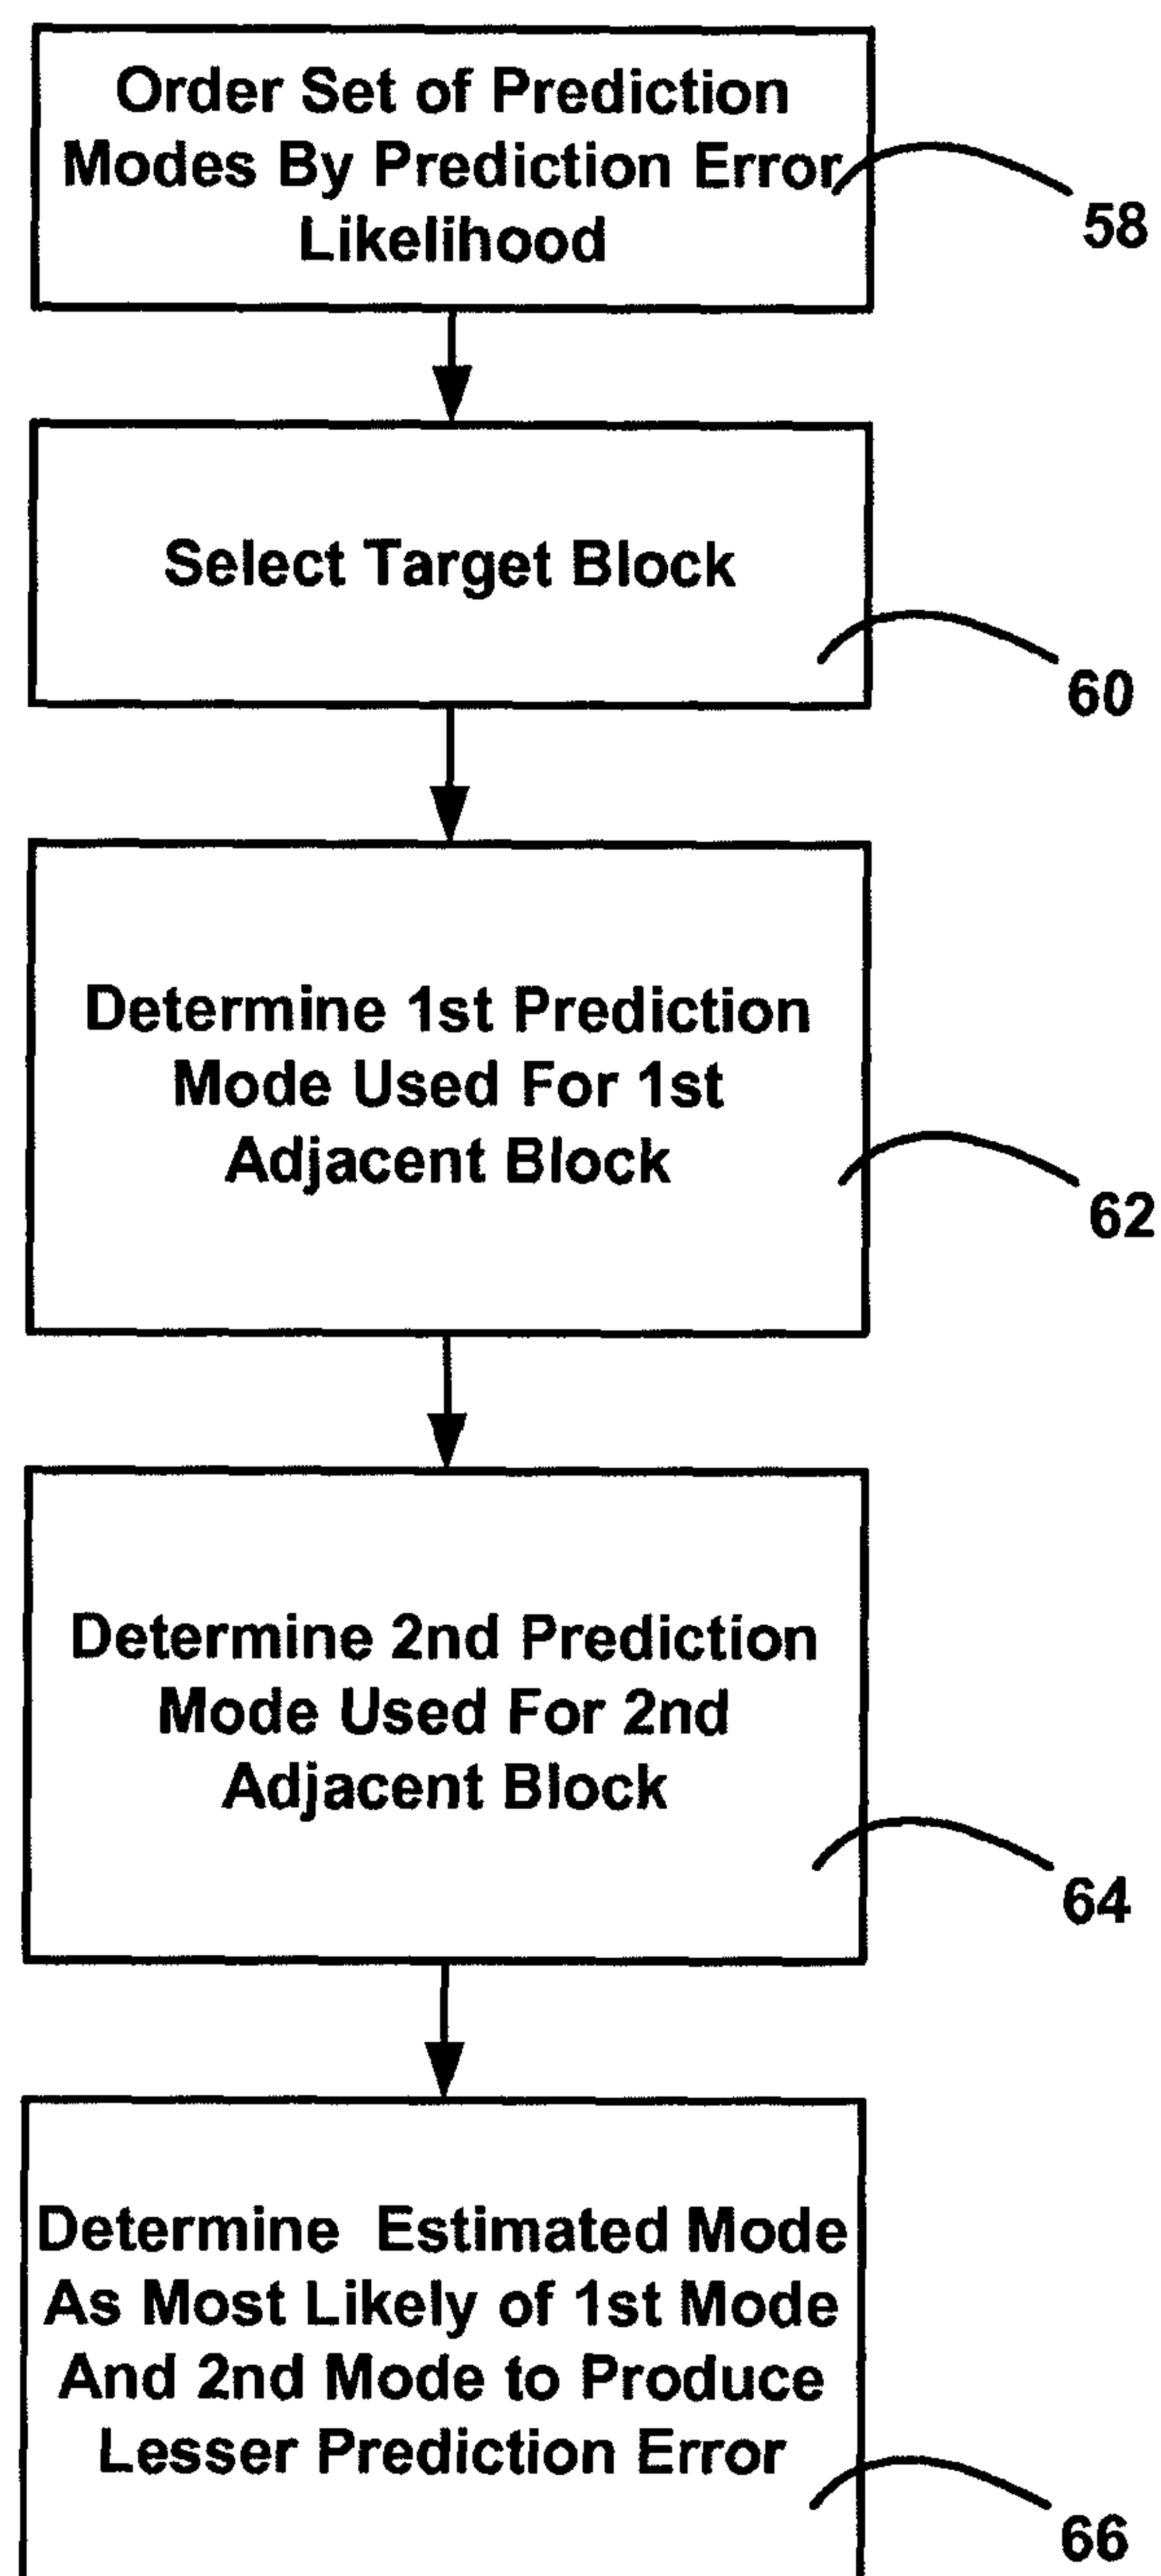 Order Set of Prediction
Modes By Prediction Error
Likelihood
58
Select Target Block
60
Determine 1st Prediction
Mode Used For 1st
Adjacent Block
62
Determine 2nd Prediction
Mode Used For 2nd
Adjacent Block
64
Determine Estimated Mode
As Most Likely of 1st Mode
And 2nd Mode to Produce
Lesser Prediction Error
66